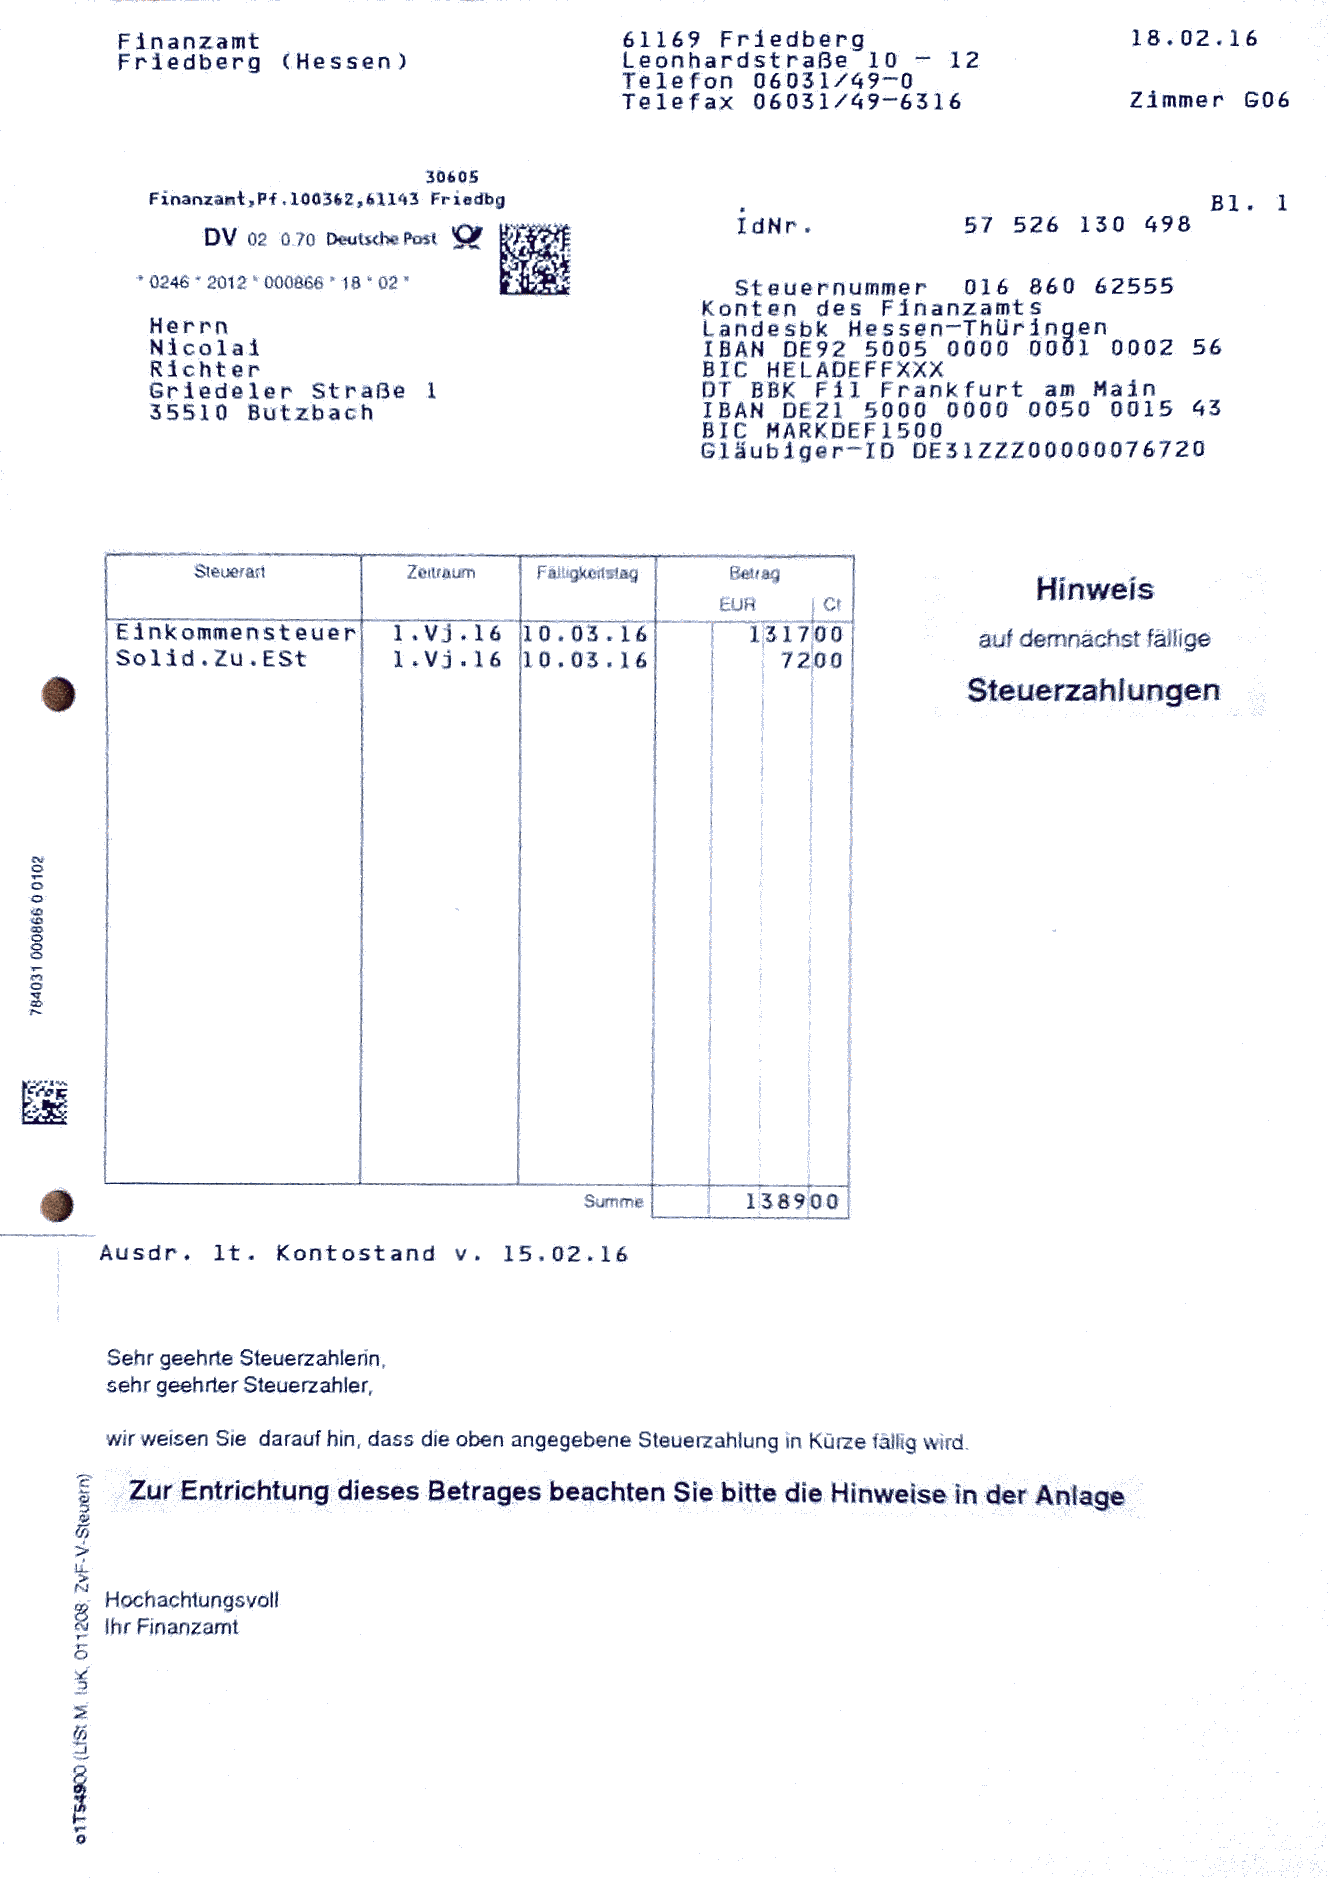 Finanzamt
Friedberg (Hessen)
61169 Friedberg
Leonhardstraße 10 - 12
Telefon 06031/49-0
Telefax 06031/49-6316
18.02.16
Zimmer G06
30605
Finanzamt,Pf.100362,61143 Friedbg
DV 02 0.70 Deutsche Post
* 0246 * 2012 * 000866 * 18 * 02 *
Herrn
Nicolai
Richter
Griedeler Straße 1
35510 Butzbach
Bl. 1
IdNr. 57 526 130 498
Steuernummer 016 860 62555
Konten des Finanzamts
Landesbk Hessen-Thüringen
IBAN DE92 5005 0000 0001 0002 56
BIC HELADEFFXXX
DT BBK Fil Frankfurt am Main
IBAN DE21 5000 0000 0050 0015 43
BIC MARKDEF1500
Gläubiger-ID DE31ZZZ00000076720
Steuerart Zeitraum Fälligkeitstag Betrag
EUR Ct
Einkommensteuer 1.Vj.16 10.03.16 1317 00
Solid.Zu.ESt 1.Vj.16 10.03.16 72 00
Summe 1389 00
Hinweis
auf demnächst fällige
Steuerzahlungen
784031 000866 0 0102
Ausdr. lt. Kontostand v. 15.02.16
Sehr geehrte Steuerzahlerin,
sehr geehrter Steuerzahler,
wir weisen Sie darauf hin, dass die oben angegebene Steuerzahlung in Kürze fällig wird.
Zur Entrichtung dieses Betrages beachten Sie bitte die Hinweise in der Anlage
Hochachtungsvoll
Ihr Finanzamt
o1T54900 (LfSt M, IuK, 011208, ZvF-V-Steuern)